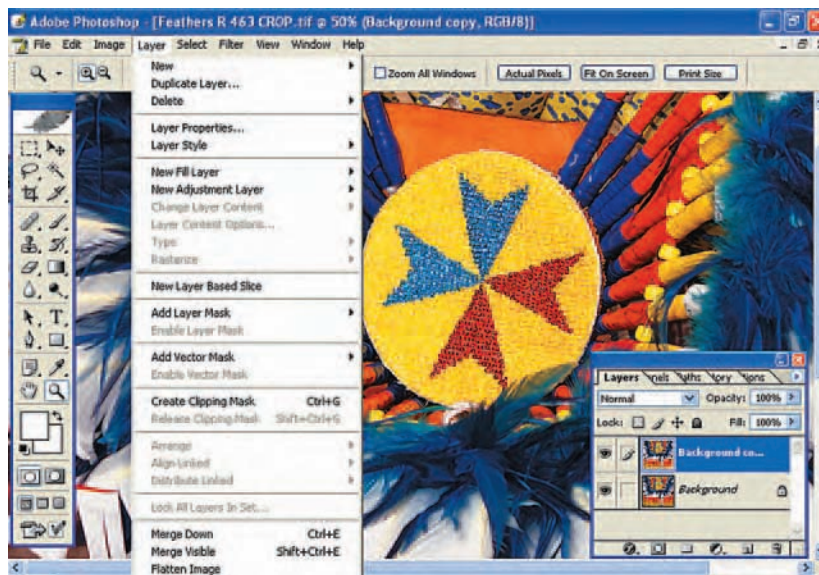 Adobe Photoshop - [Feathers R 463 CROP.tif @ 50% (Background copy, RGB/8)]
File Edit Image Layer Select Filter View Window Help
Zoom All Windows Actual Pixels Fit On Screen Print Size
New
Duplicate Layer...
Delete
Layer Properties...
Layer Style
New Fill Layer
New Adjustment Layer
Change Layer Content
Layer Content Options...
Type
Rasterize
New Layer Based Slice
Add Layer Mask
Enable Layer Mask
Add Vector Mask
Enable Vector Mask
Create Clipping Mask Ctrl+G
Release Clipping Mask Shift+Ctrl+G
Arrange
Align Linked
Distribute Linked
Lock All Layers In Set...
Merge Down Ctrl+E
Merge Visible Shift+Ctrl+E
Flatten Image
Layers nels aths tory tions
Normal Opacity: 100%
Lock: Fill: 100%
Background co...
Background